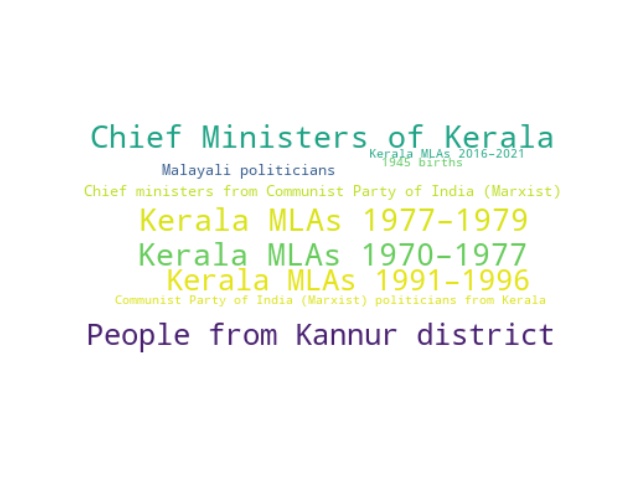 Chief Ministers of Kerala
Kerala MLAs 2016–2021
1945 births
Malayali politicians
Chief ministers from Communist Party of India (Marxist)
Kerala MLAs 1977–1979
Kerala MLAs 1970–1977
Kerala MLAs 1991–1996
Communist Party of India (Marxist) politicians from Kerala
People from Kannur district